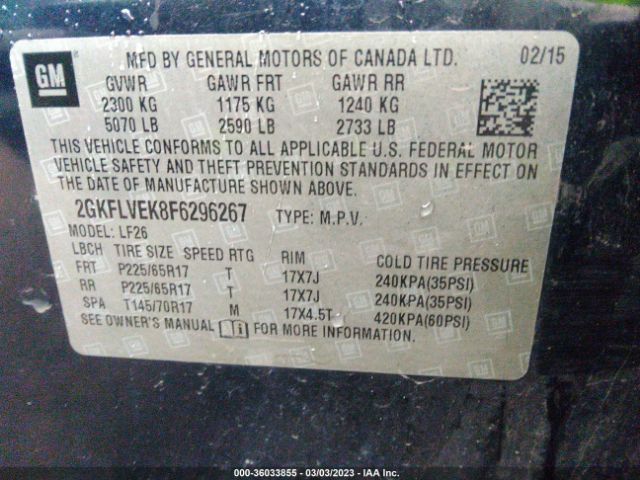 GM
MFD BY GENERAL MOTORS OF CANADA LTD. 02/15
GVWR GAWR FRT GAWR RR
2300 KG 1175 KG 1240 KG
5070 LB 2590 LB 2733 LB
THIS VEHICLE CONFORMS TO ALL APPLICABLE U.S. FEDERAL MOTOR
VEHICLE SAFETY AND THEFT PREVENTION STANDARDS IN EFFECT ON
THE DATE OF MANUFACTURE SHOWN ABOVE.
2GKFLVEK8F6296267 TYPE: M.P.V.
MODEL: LF26
LBCH TIRE SIZE SPEED RTG RIM COLD TIRE PRESSURE
FRT P225/65R17 T 17X7J 240KPA(35PSI)
RR P225/65R17 T 17X7J 240KPA(35PSI)
SPA T145/70R17 M 17X4.5T 420KPA(60PSI)
SEE OWNER'S MANUAL FOR MORE INFORMATION.
000-36033855 — 03/03/2023 — IAA Inc.